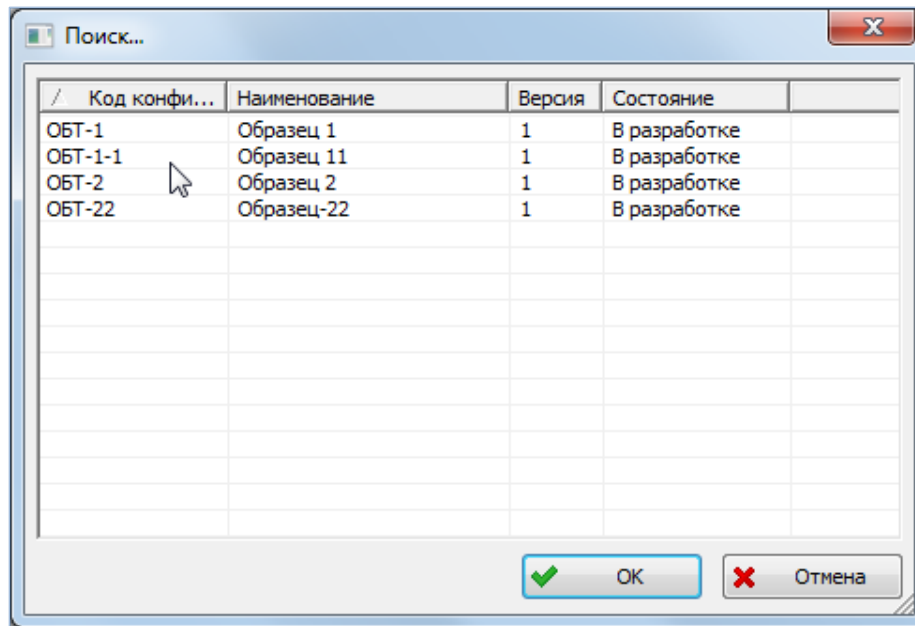 Поиск...
Код конфи... Наименование Версия Состояние
ОБТ-1 Образец 1 1 В разработке
ОБТ-1-1 Образец 11 1 В разработке
ОБТ-2 Образец 2 1 В разработке
ОБТ-22 Образец-22 1 В разработке
ОК Отмена